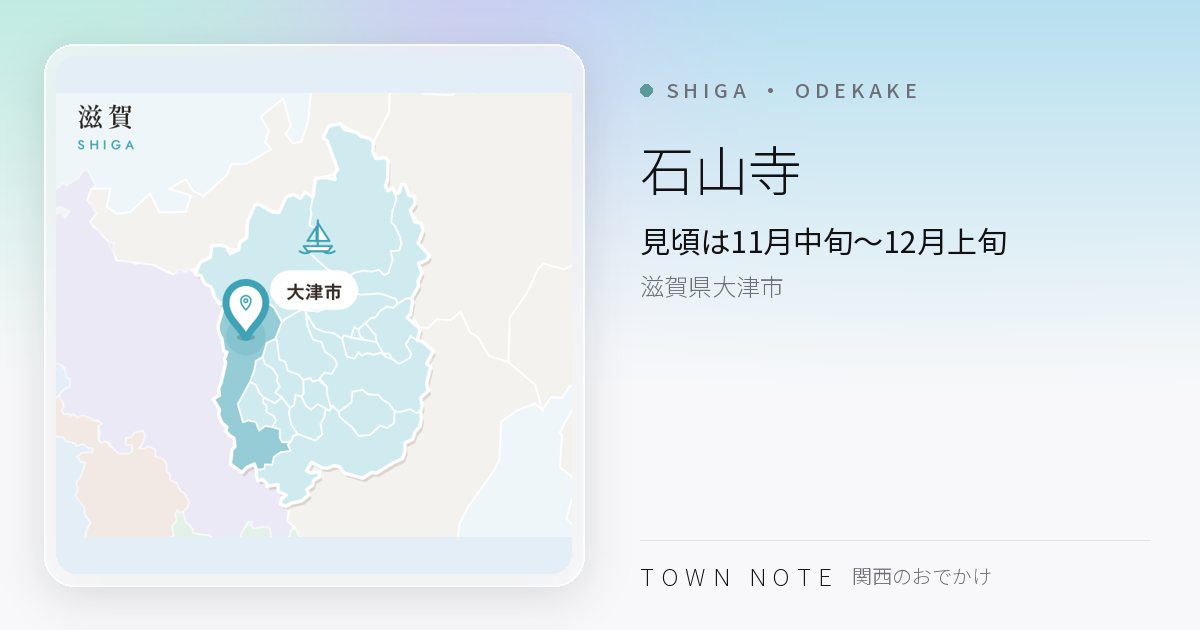 滋賀
SHIGA
大津市
SHIGA • ODEKAKE
石山寺
見頃は11月中旬〜12月上旬
滋賀県大津市
TOWN NOTE 関西のおでかけ